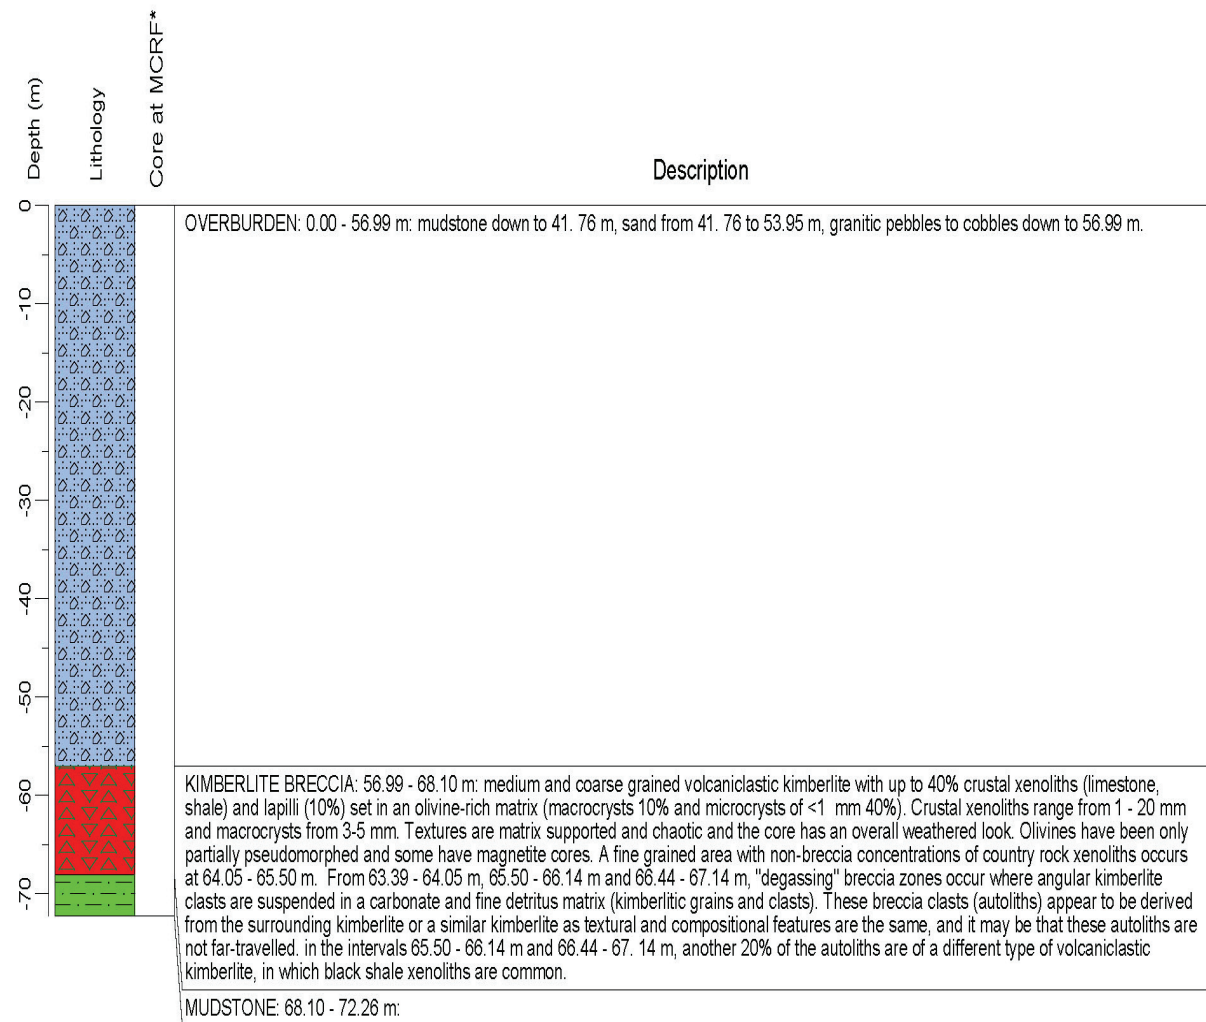 Depth (m)
Lithology
Core at MCRF*
Description
0
-10
-20
-30
-40
-50
-60
-70
OVERBURDEN: 0.00 - 56.99 m: mudstone down to 41. 76 m, sand from 41. 76 to 53.95 m, granitic pebbles to cobbles down to 56.99 m.
KIMBERLITE BRECCIA: 56.99 - 68.10 m: medium and coarse grained volcaniclastic kimberlite with up to 40% crustal xenoliths (limestone,
shale) and lapilli (10%) set in an olivine-rich matrix (macrocrysts 10% and microcrysts of <1 mm 40%). Crustal xenoliths range from 1 - 20 mm
and macrocrysts from 3-5 mm. Textures are matrix supported and chaotic and the core has an overall weathered look. Olivines have been only
partially pseudomorphed and some have magnetite cores. A fine grained area with non-breccia concentrations of country rock xenoliths occurs
at 64.05 - 65.50 m. From 63.39 - 64.05 m, 65.50 - 66.14 m and 66.44 - 67.14 m, "degassing" breccia zones occur where angular kimberlite
clasts are suspended in a carbonate and fine detritus matrix (kimberlitic grains and clasts). These breccia clasts (autoliths) appear to be derived
from the surrounding kimberlite or a similar kimberlite as textural and compositional features are the same, and it may be that these autoliths are
not far-travelled. in the intervals 65.50 - 66.14 m and 66.44 - 67. 14 m, another 20% of the autoliths are of a different type of volcaniclastic
kimberlite, in which black shale xenoliths are common.
MUDSTONE: 68.10 - 72.26 m: